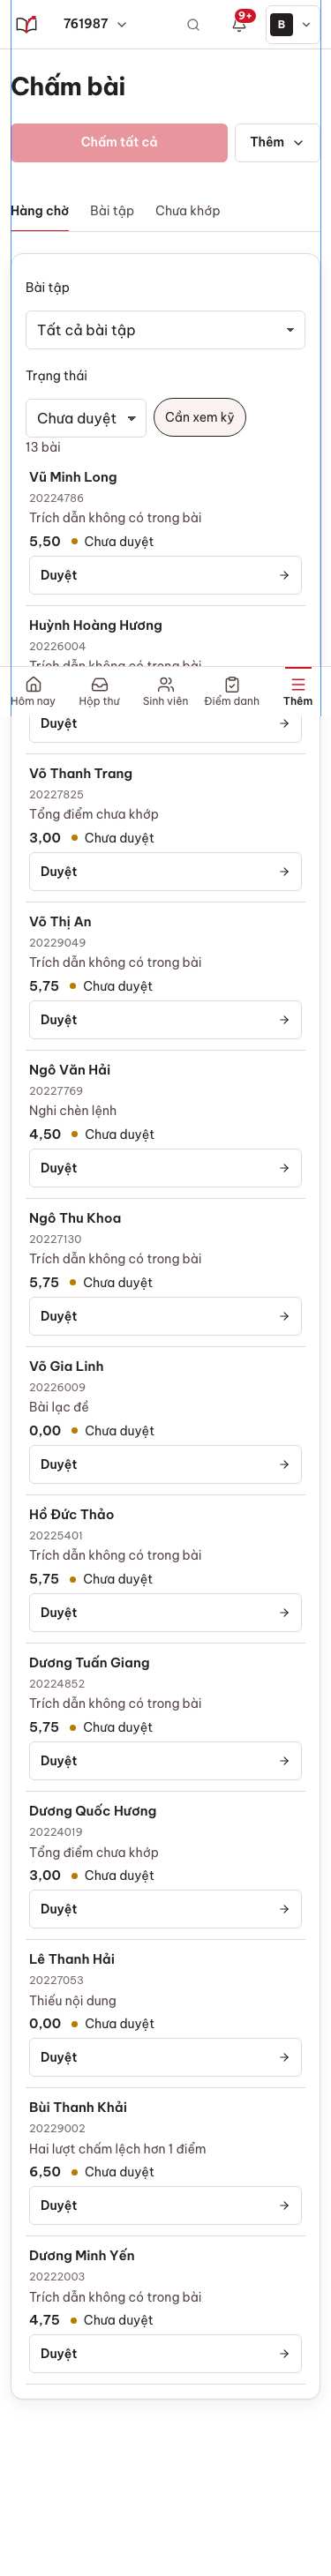 761987
9+
B
Chấm bài
Chấm tất cả
Thêm
Hàng chờ
Bài tập
Chưa khớp
Bài tập
Tất cả bài tập
Trạng thái
Chưa duyệt
Cần xem kỹ
13 bài
Vũ Minh Long
20224786
Trích dẫn không có trong bài
5,50 Chưa duyệt
Duyệt
Huỳnh Hoàng Hương
20226004
Trích dẫn không có trong bài
Hôm nay
Hộp thư
Sinh viên
Điểm danh
Thêm
Duyệt
Võ Thanh Trang
20227825
Tổng điểm chưa khớp
3,00 Chưa duyệt
Duyệt
Võ Thị An
20229049
Trích dẫn không có trong bài
5,75 Chưa duyệt
Duyệt
Ngô Văn Hải
20227769
Nghi chèn lệnh
4,50 Chưa duyệt
Duyệt
Ngô Thu Khoa
20227130
Trích dẫn không có trong bài
5,75 Chưa duyệt
Duyệt
Võ Gia Linh
20226009
Bài lạc đề
0,00 Chưa duyệt
Duyệt
Hồ Đức Thảo
20225401
Trích dẫn không có trong bài
5,75 Chưa duyệt
Duyệt
Dương Tuấn Giang
20224852
Trích dẫn không có trong bài
5,75 Chưa duyệt
Duyệt
Dương Quốc Hương
20224019
Tổng điểm chưa khớp
3,00 Chưa duyệt
Duyệt
Lê Thanh Hải
20227053
Thiếu nội dung
0,00 Chưa duyệt
Duyệt
Bùi Thanh Khải
20229002
Hai lượt chấm lệch hơn 1 điểm
6,50 Chưa duyệt
Duyệt
Dương Minh Yến
20222003
Trích dẫn không có trong bài
4,75 Chưa duyệt
Duyệt